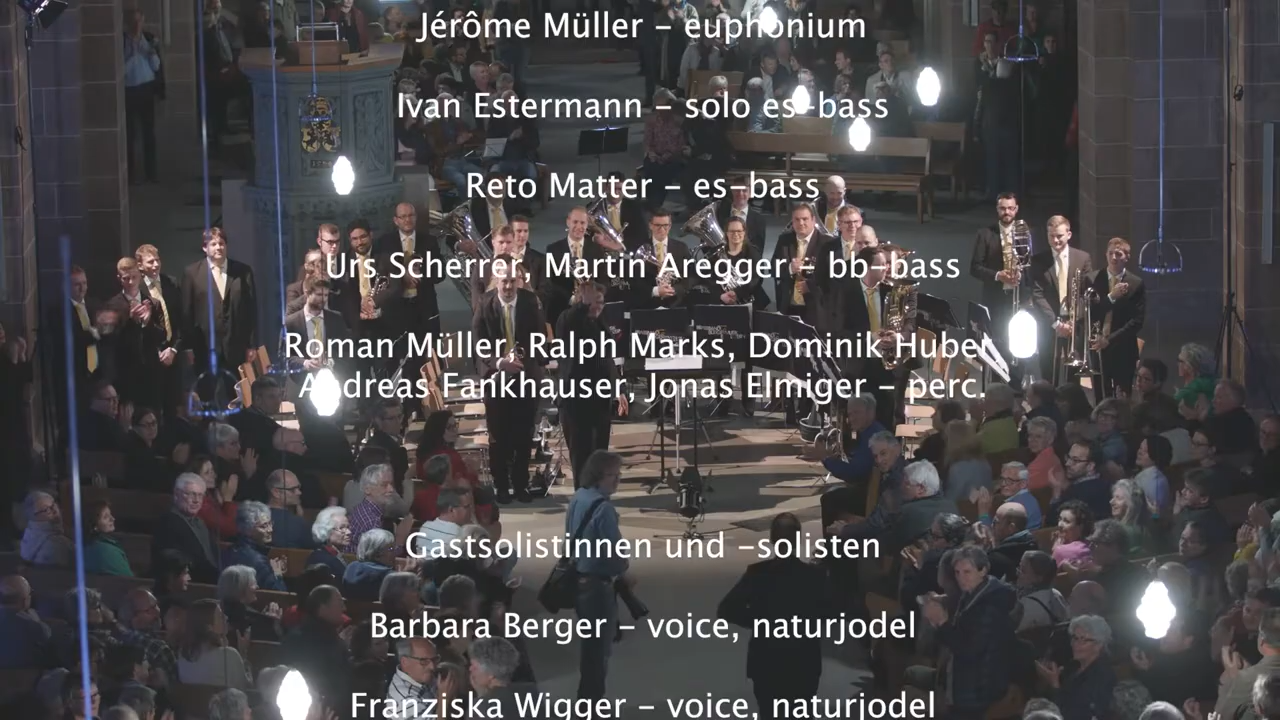 Jérôme Müller – euphonium
Ivan Estermann – solo es–bass
Reto Matter – es–bass
Urs Scherrer, Martin Aregger – bb–bass
Roman Müller, Ralph Marks, Dominik Huber
Andreas Fankhauser, Jonas Elmiger – perc.
Gastsolistinnen und –solisten
Barbara Berger – voice, naturjodel
Franziska Wigger – voice, naturjodel